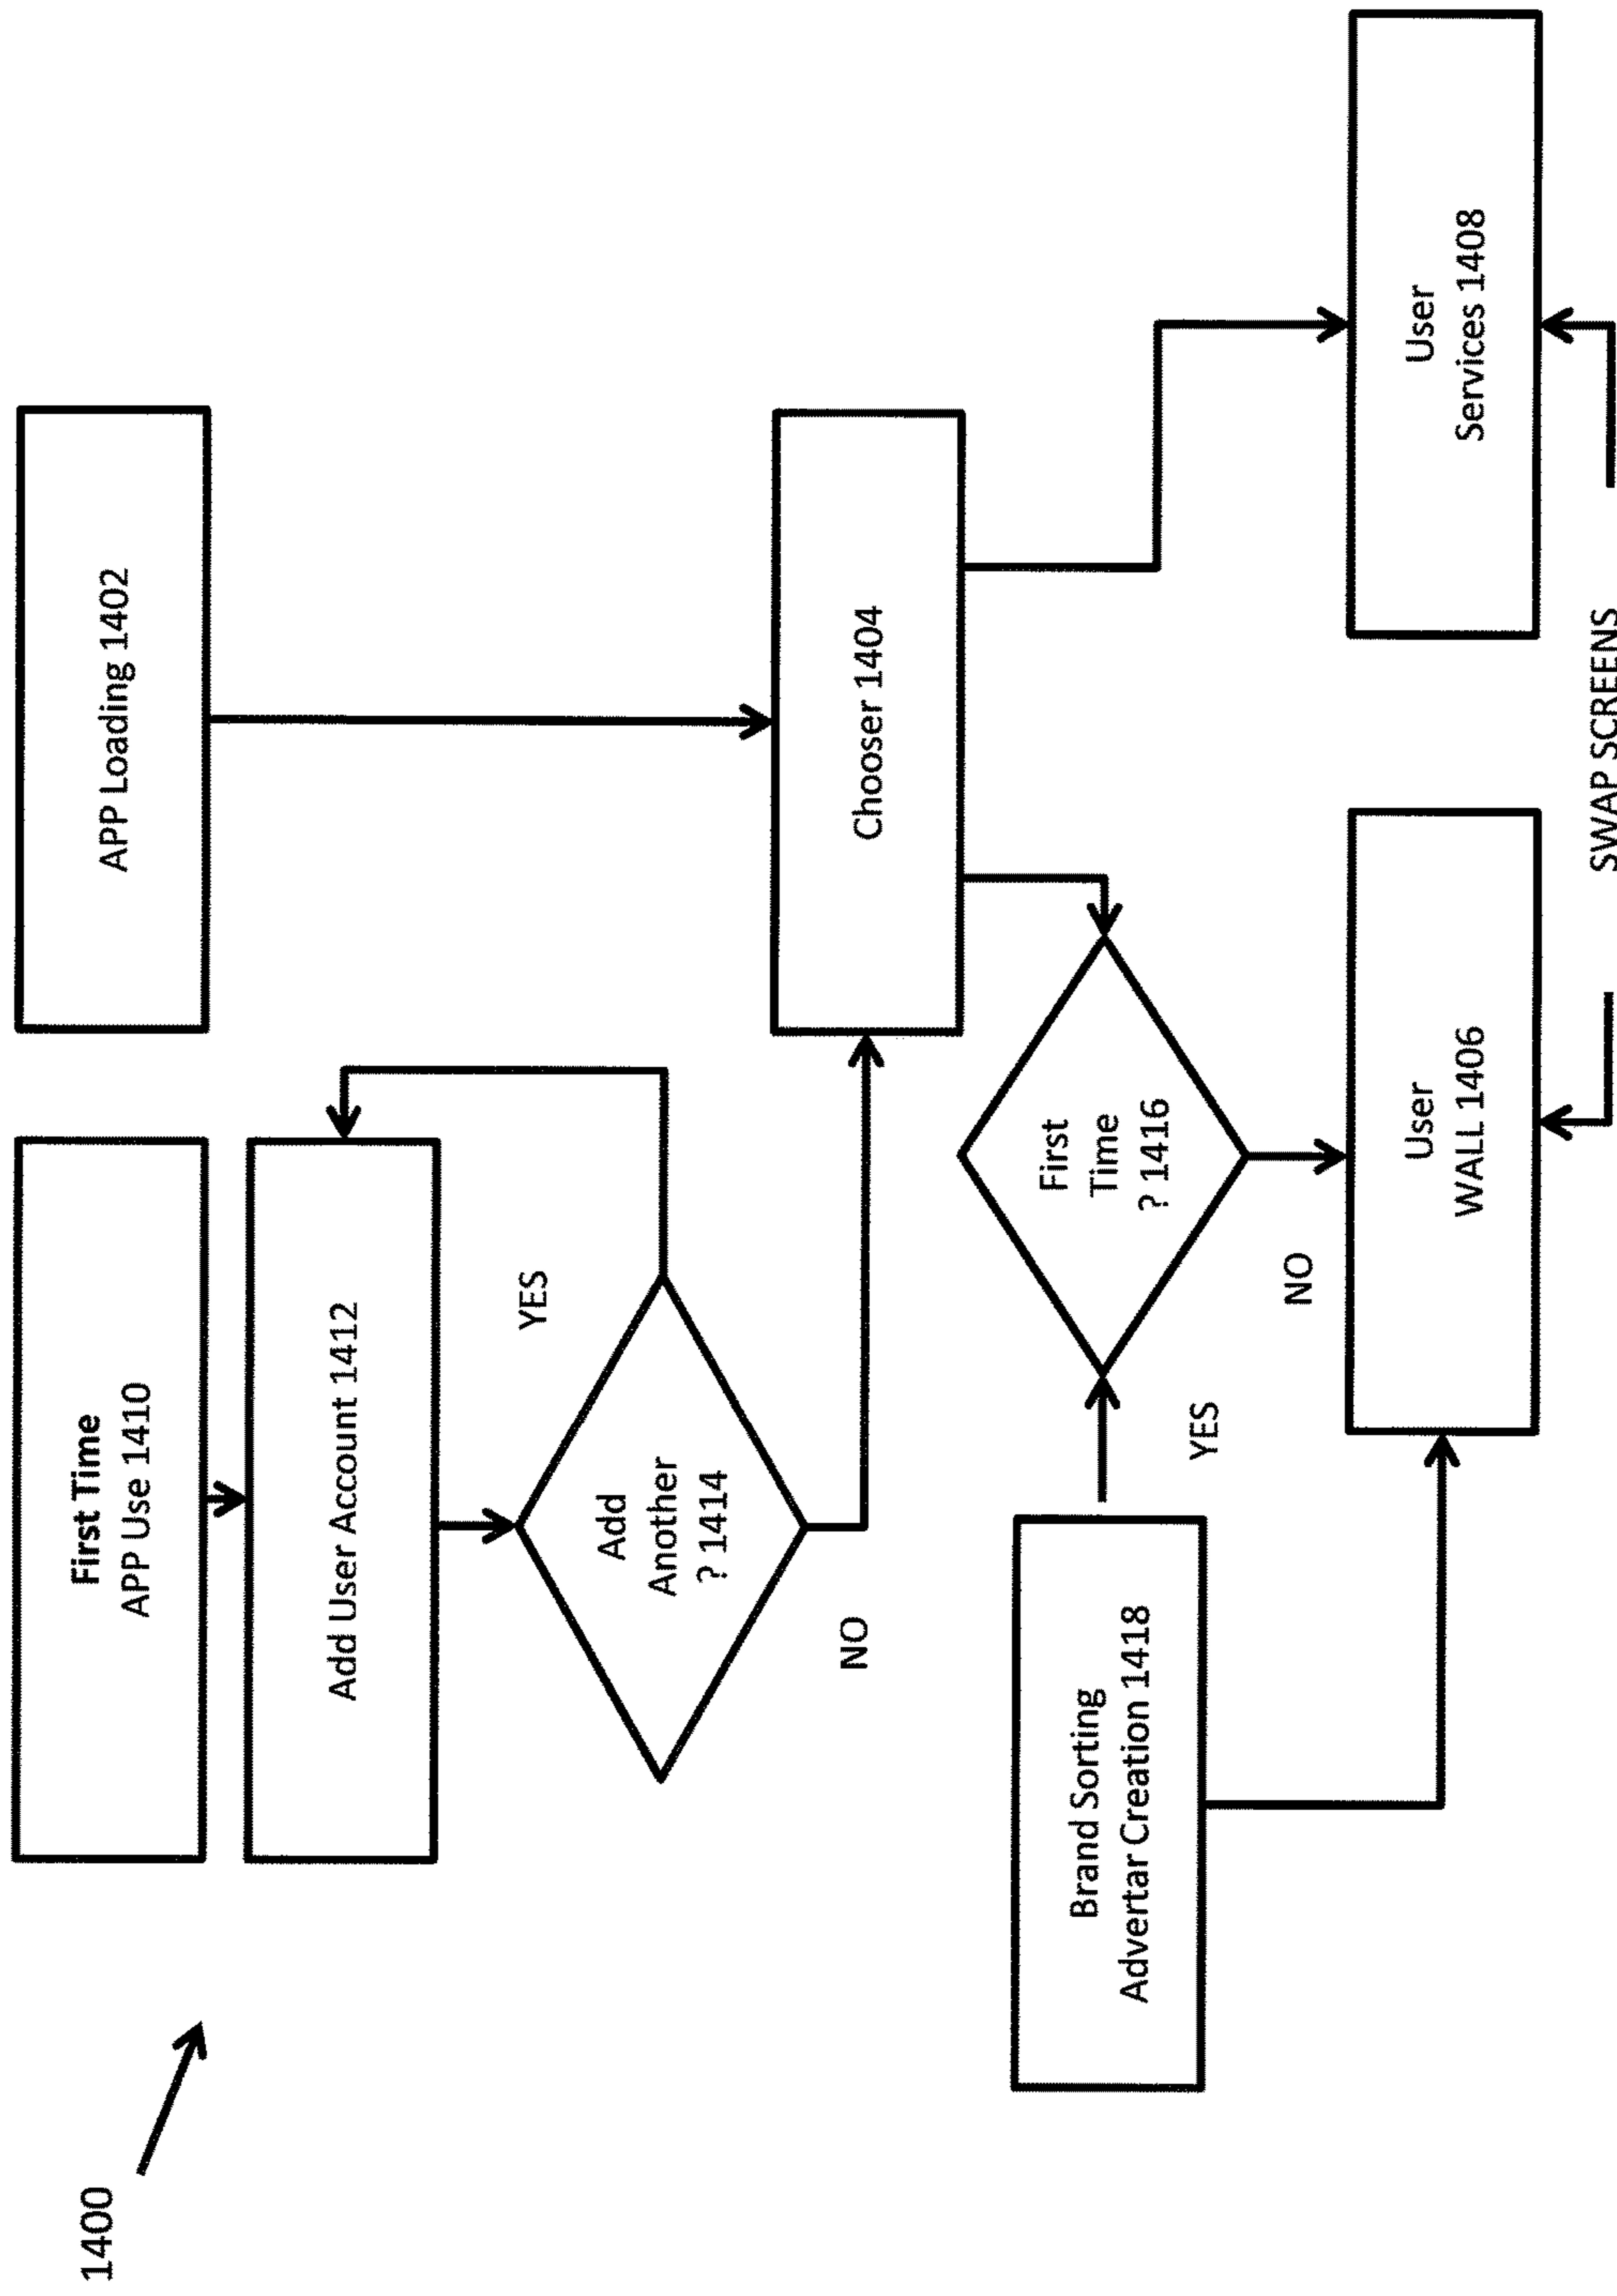 1400
First Time
APP Use 1410
APP Loading 1402
Add User Account 1412
YES
Add
Another
? 1414
NO
Chooser 1404
First
Time
? 1416
YES
NO
Brand Sorting
Advertar Creation 1418
User
WALL 1406
User
Services 1408
SWAP SCREENS